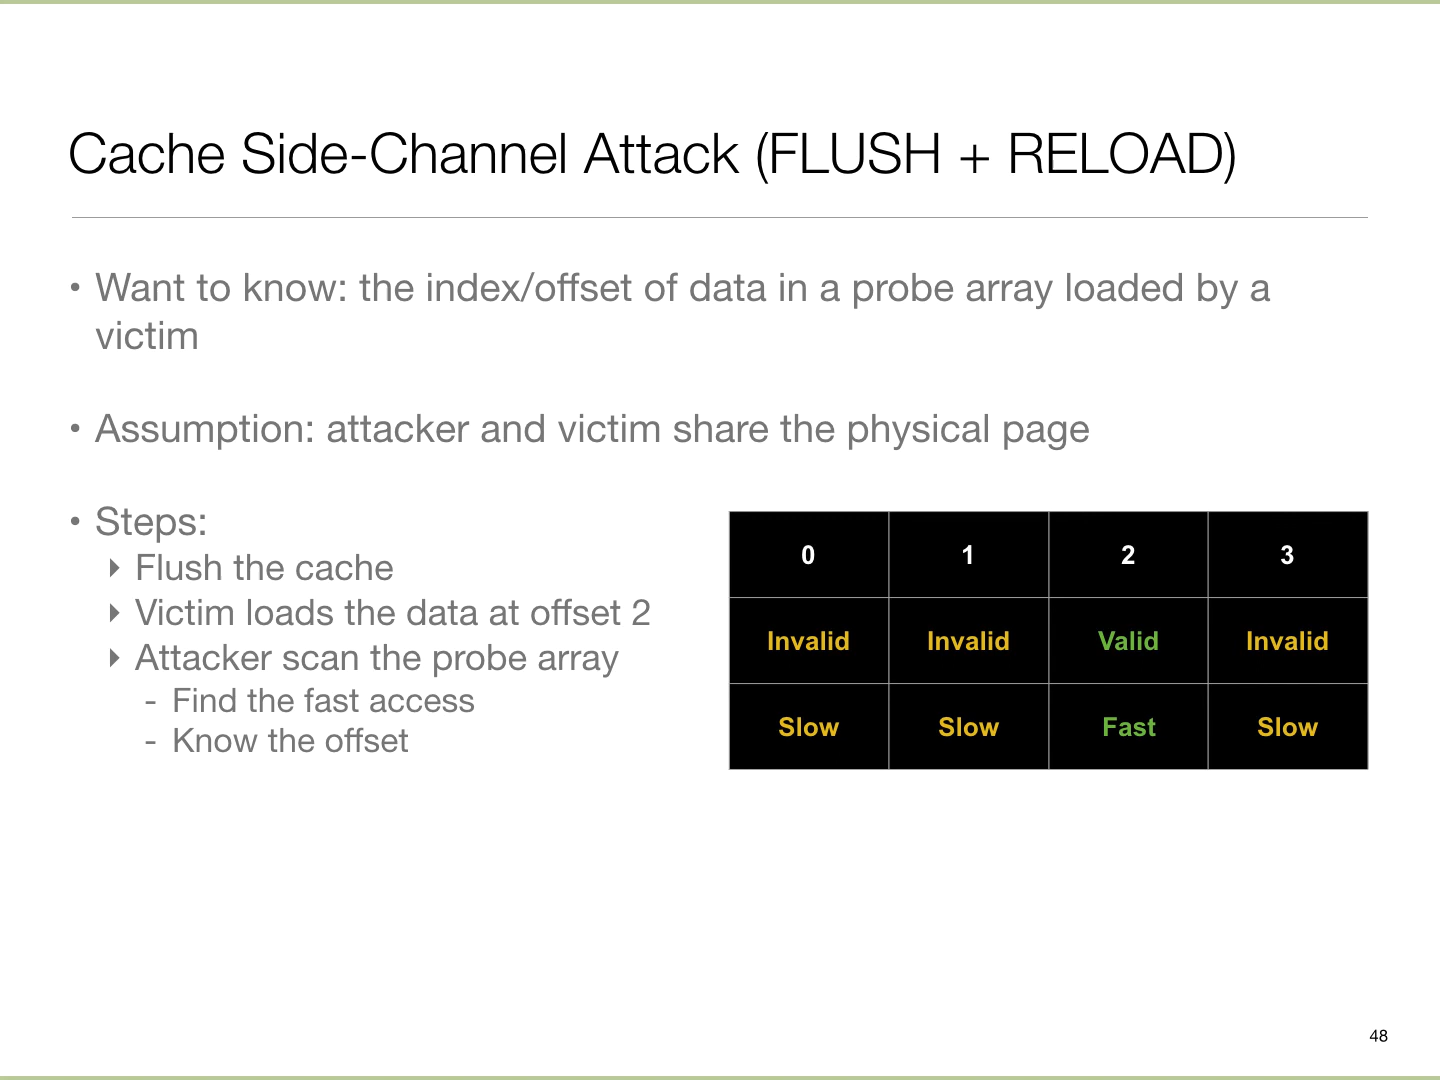 Cache Side-Channel Attack (FLUSH + RELOAD)
• Want to know: the index/offset of data in a probe array loaded by a
victim
• Assumption: attacker and victim share the physical page
• Steps:
‣ Flush the cache
‣ Victim loads the data at offset 2
‣ Attacker scan the probe array
- Find the fast access
- Know the offset
0 1 2 3
Invalid Invalid Valid Invalid
Slow Slow Fast Slow
48